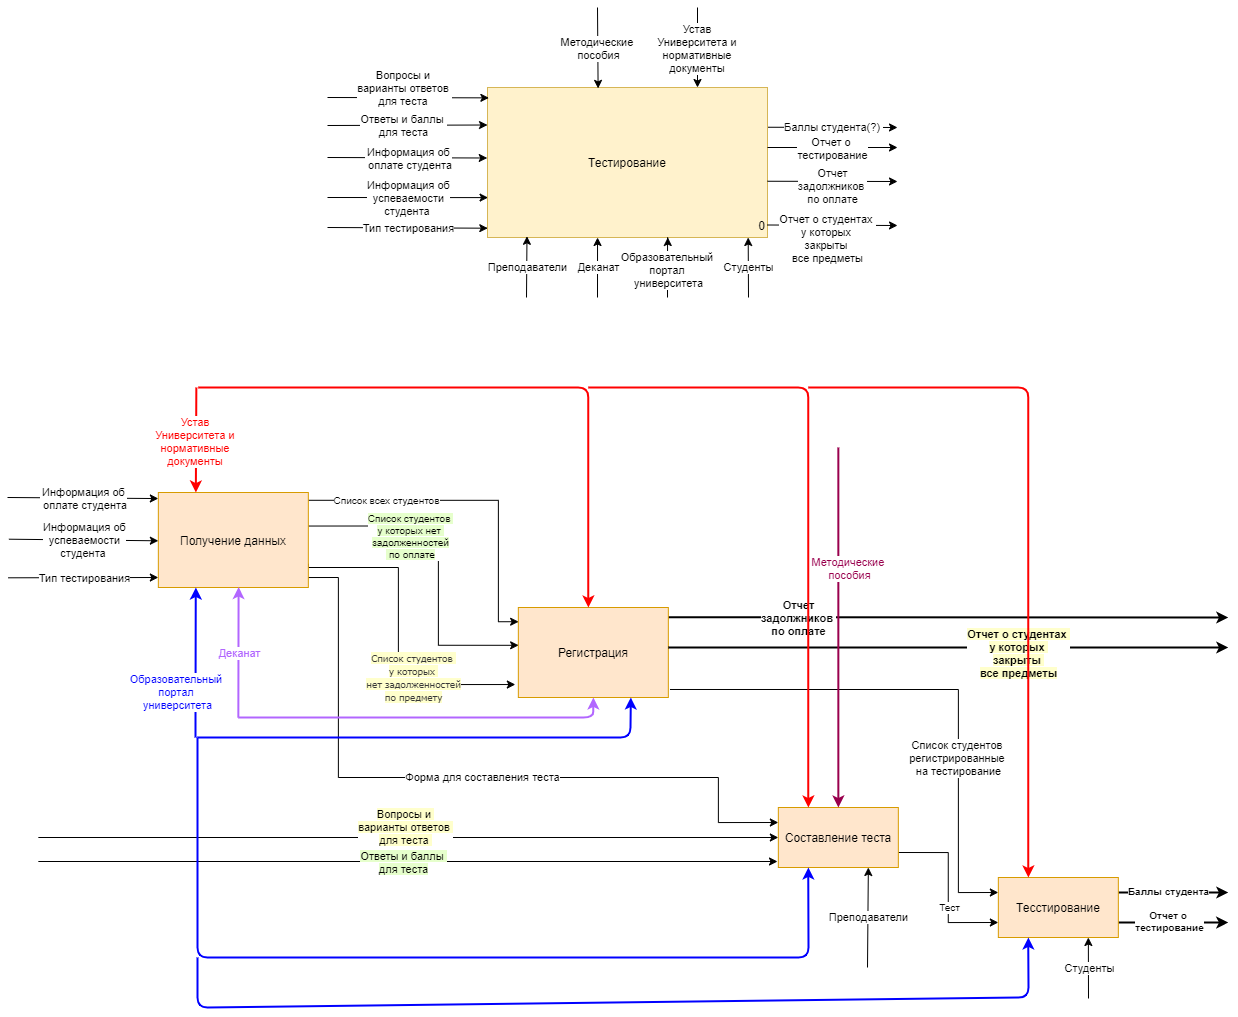 Методические
пособия
Устав
Университета и
нормативные
документы
Вопросы и
варианты ответов
для теста
Ответы и баллы
для теста
Информация об
оплате студента
Информация об
успеваемости
студента
Тип тестирования
Тестирование
0
Баллы студента(?)
Отчет о
тестирование
Отчет
задолжников
по оплате
Отчет о студентах
у которых
закрыты
все предметы
Преподаватели
Деканат
Образовательный
портал
университета
Студенты
Устав
Университета и
нормативные
документы
Информация об
оплате студента
Информация об
успеваемости
студента
Тип тестирования
Получение данных
Список всех студентов
Список студентов
у которых нет
задолженностей
по оплате
Методические
пособия
Отчет
задолжников
по оплате
Отчет о студентах
у которых
закрыты
все предметы
Регистрация
Деканат
Образовательный
портал
университета
Список студентов
у которых
нет задолженностей
по предмету
Список студентов
регистрированные
на тестирование
Форма для составления теста
Вопросы и
варианты ответов
для теста
Ответы и баллы
для теста
Составление теста
Преподаватели
Тест
Тесстирование
Баллы студента
Отчет о
тестирование
Студенты